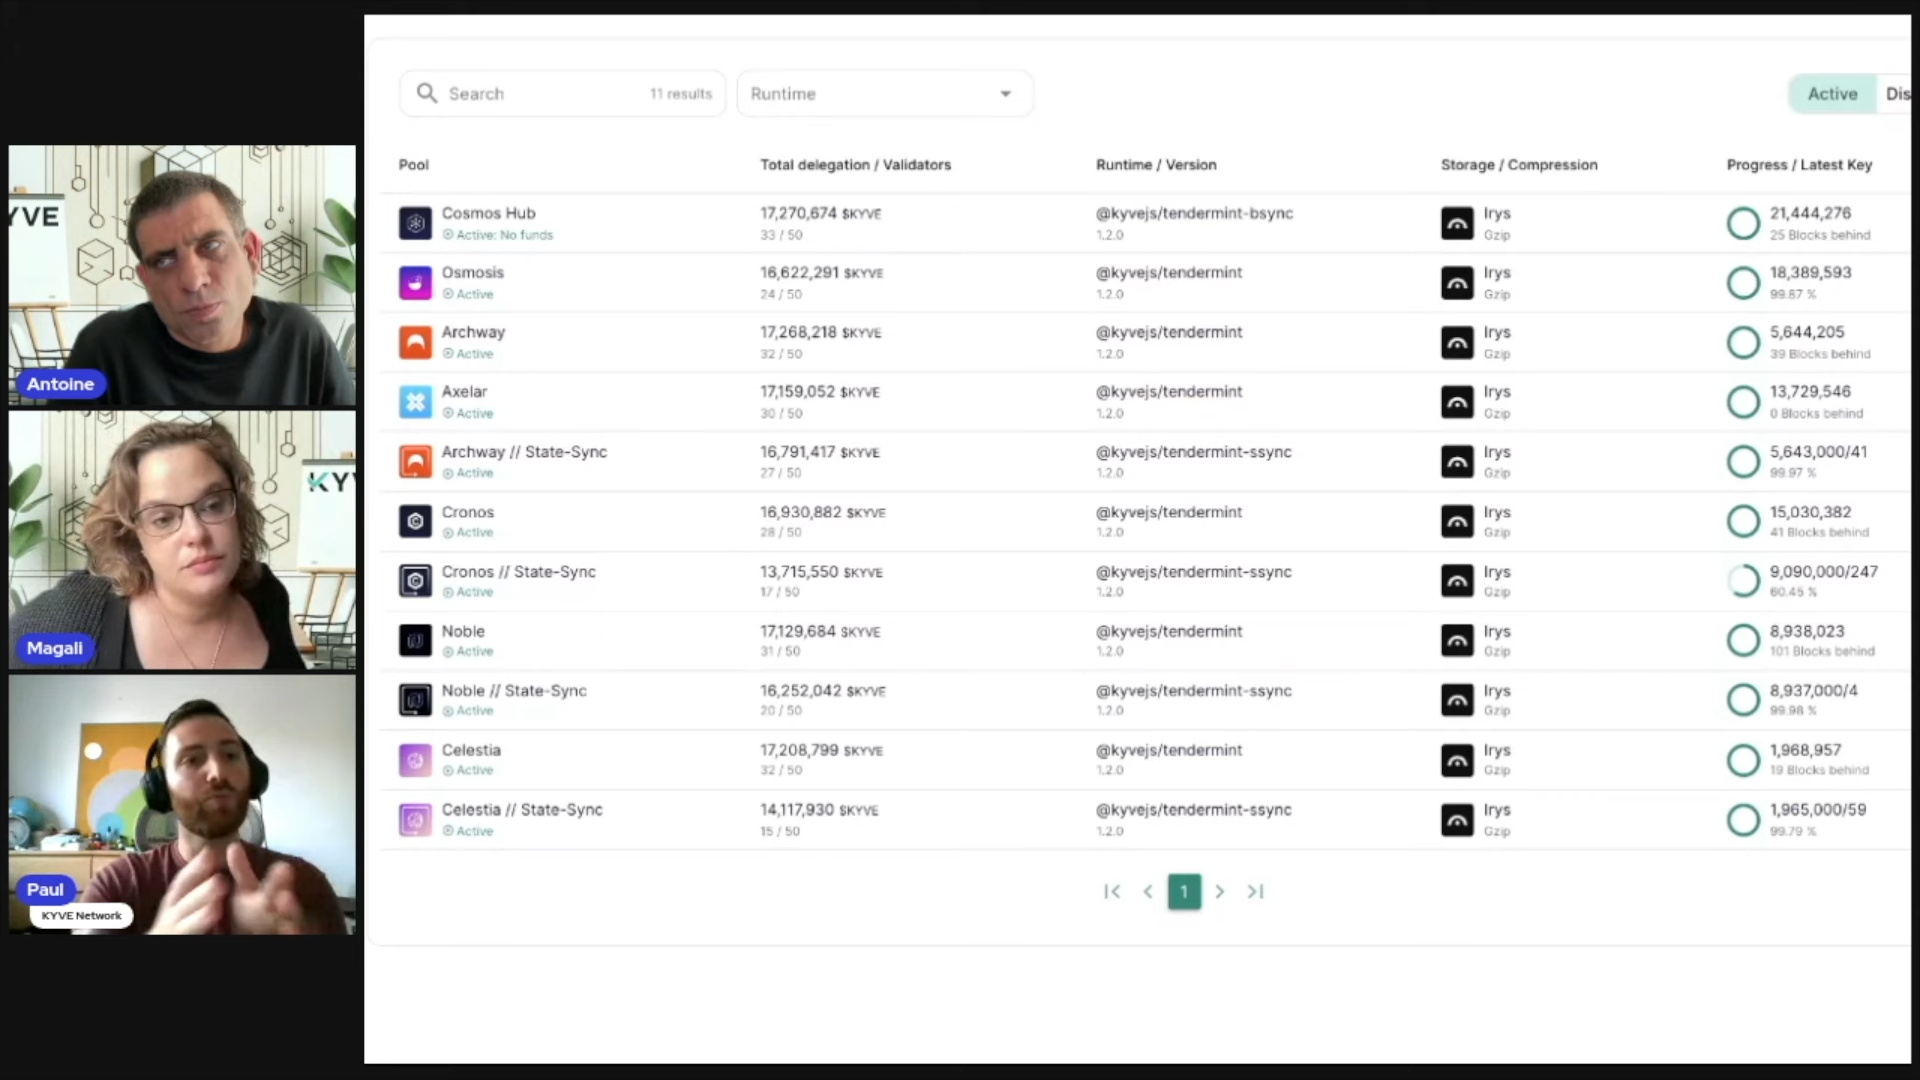 YVE
Antoine
KY
Magali
Paul
KYVE Network
Search
11 results
Runtime
Active
Dis
Pool
Total delegation / Validators
Runtime / Version
Storage / Compression
Progress / Latest Key
Cosmos Hub
Active: No funds
17,270,674 $KYVE
33 / 50
@kyvejs/tendermint-bsync
1.2.0
Irys
Gzip
21,444,276
25 Blocks behind
Osmosis
Active
16,622,291 $KYVE
24 / 50
@kyvejs/tendermint
1.2.0
Irys
Gzip
18,389,593
99.87 %
Archway
Active
17,268,218 $KYVE
32 / 50
@kyvejs/tendermint
1.2.0
Irys
Gzip
5,644,205
39 Blocks behind
Axelar
Active
17,159,052 $KYVE
30 / 50
@kyvejs/tendermint
1.2.0
Irys
Gzip
13,729,546
0 Blocks behind
Archway // State-Sync
Active
16,791,417 $KYVE
27 / 50
@kyvejs/tendermint-ssync
1.2.0
Irys
Gzip
5,643,000/41
99.97 %
Cronos
Active
16,930,882 $KYVE
28 / 50
@kyvejs/tendermint
1.2.0
Irys
Gzip
15,030,382
41 Blocks behind
Cronos // State-Sync
Active
13,715,550 $KYVE
17 / 50
@kyvejs/tendermint-ssync
1.2.0
Irys
Gzip
9,090,000/247
60.45 %
Noble
Active
17,129,684 $KYVE
31 / 50
@kyvejs/tendermint
1.2.0
Irys
Gzip
8,938,023
101 Blocks behind
Noble // State-Sync
Active
16,252,042 $KYVE
20 / 50
@kyvejs/tendermint-ssync
1.2.0
Irys
Gzip
8,937,000/4
99.98 %
Celestia
Active
17,208,799 $KYVE
32 / 50
@kyvejs/tendermint
1.2.0
Irys
Gzip
1,968,957
19 Blocks behind
Celestia // State-Sync
Active
14,117,930 $KYVE
15 / 50
@kyvejs/tendermint-ssync
1.2.0
Irys
Gzip
1,965,000/59
99.79 %
1